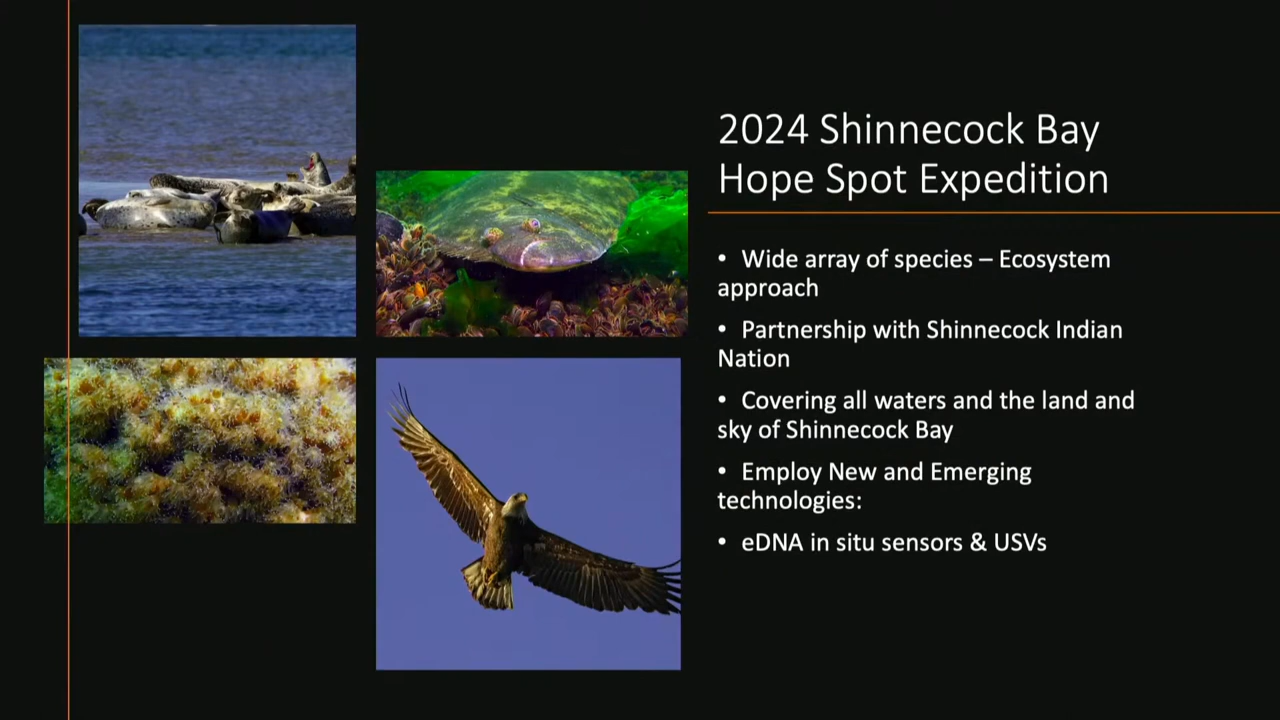 2024 Shinnecock Bay
Hope Spot Expedition
• Wide array of species – Ecosystem
approach
• Partnership with Shinnecock Indian
Nation
• Covering all waters and the land and
sky of Shinnecock Bay
• Employ New and Emerging
technologies:
• eDNA in situ sensors & USVs